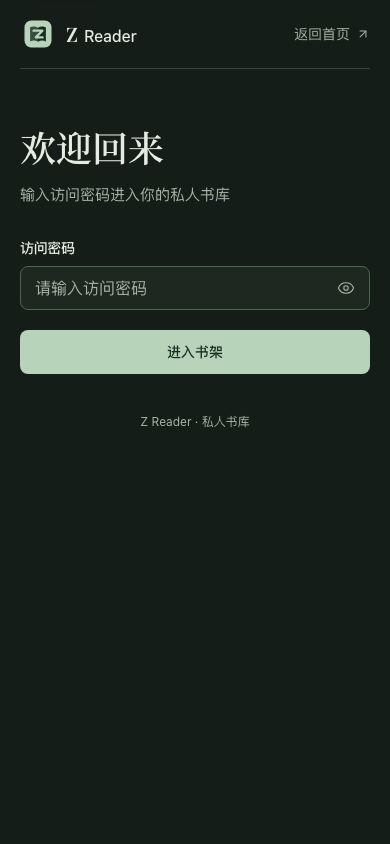 Z Reader
返回首页
欢迎回来
输入访问密码进入你的私人书库
访问密码
请输入访问密码
进入书架
Z Reader · 私人书库